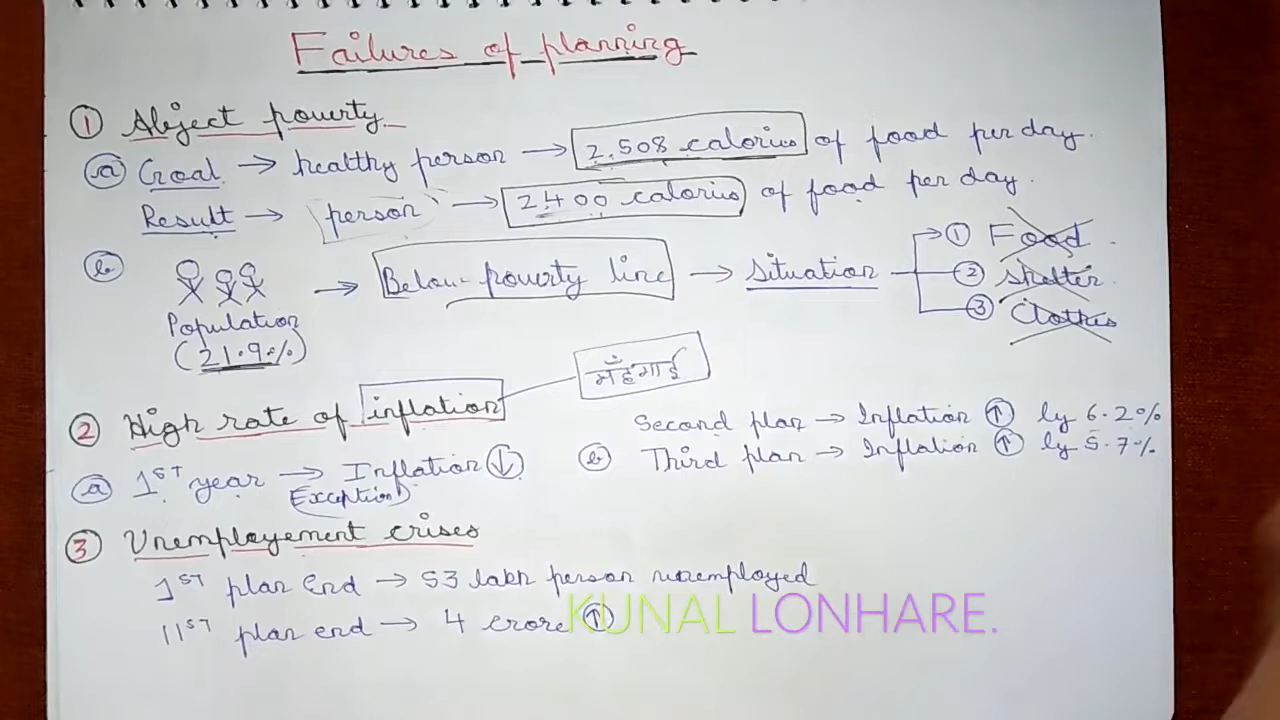 Failures of planning
① Abject poverty
ⓐ Goal → healthy person → 2,508 calories of food per day.
Result → person → 2400 calories of food per day.
ⓑ Population (21.9%) → Below poverty line → situation
① Food
② Shelter
③ Clothes
② High rate of inflation
मँहगाई
ⓐ 1ST year → Inflation ↓
(Exception)
ⓑ Second plan → Inflation ↑ by 6.2%
Third plan → Inflation ↑ by 5.7%
③ Unemployement crises
1ST plan End → 53 lakh person unemployed
11ST plan end → 4 crore ↑
KUNAL LONHARE.